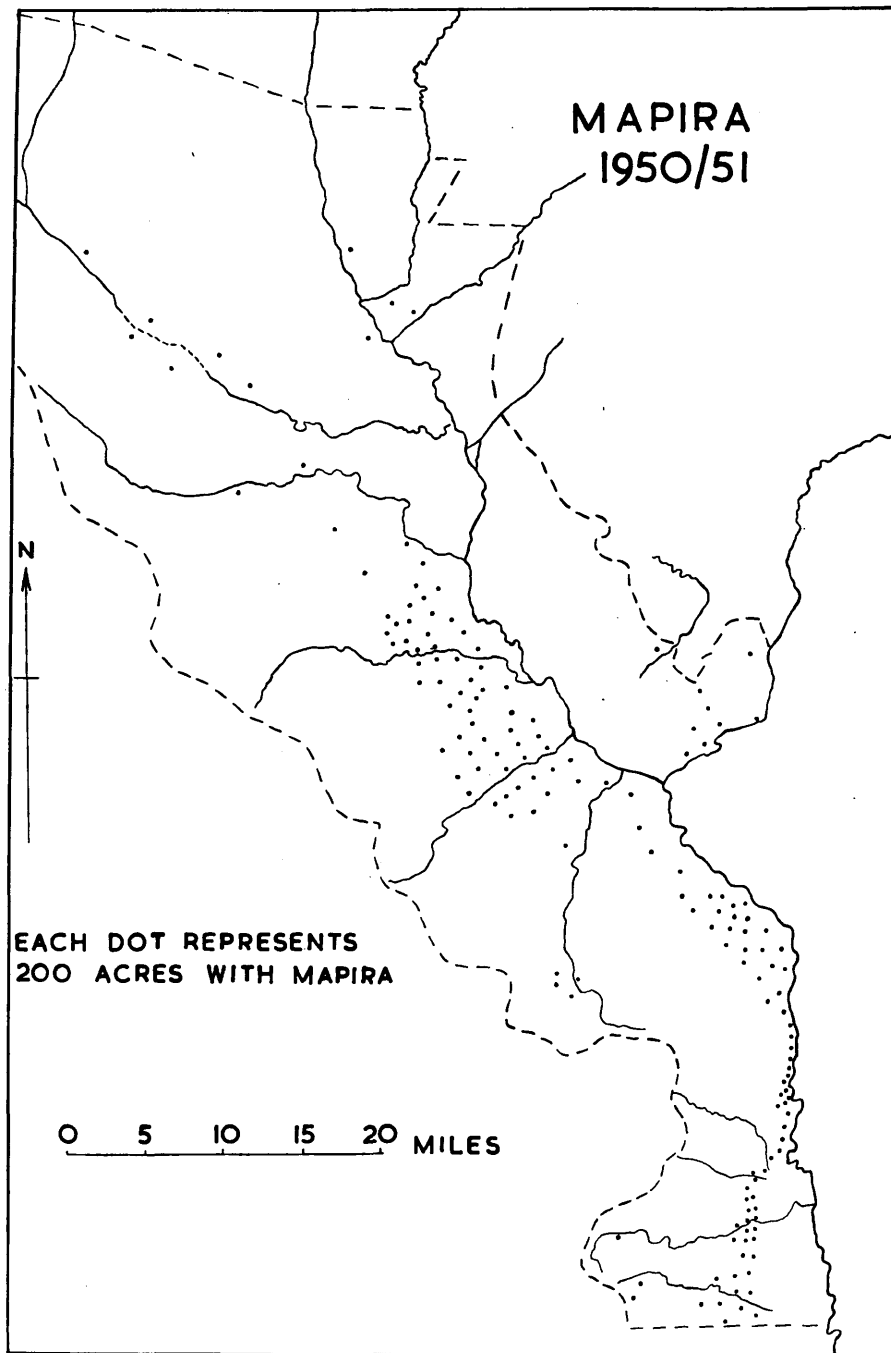 MAPIRA
1950/51
N
EACH DOT REPRESENTS
200 ACRES WITH MAPIRA
0 5 10 15 20 MILES